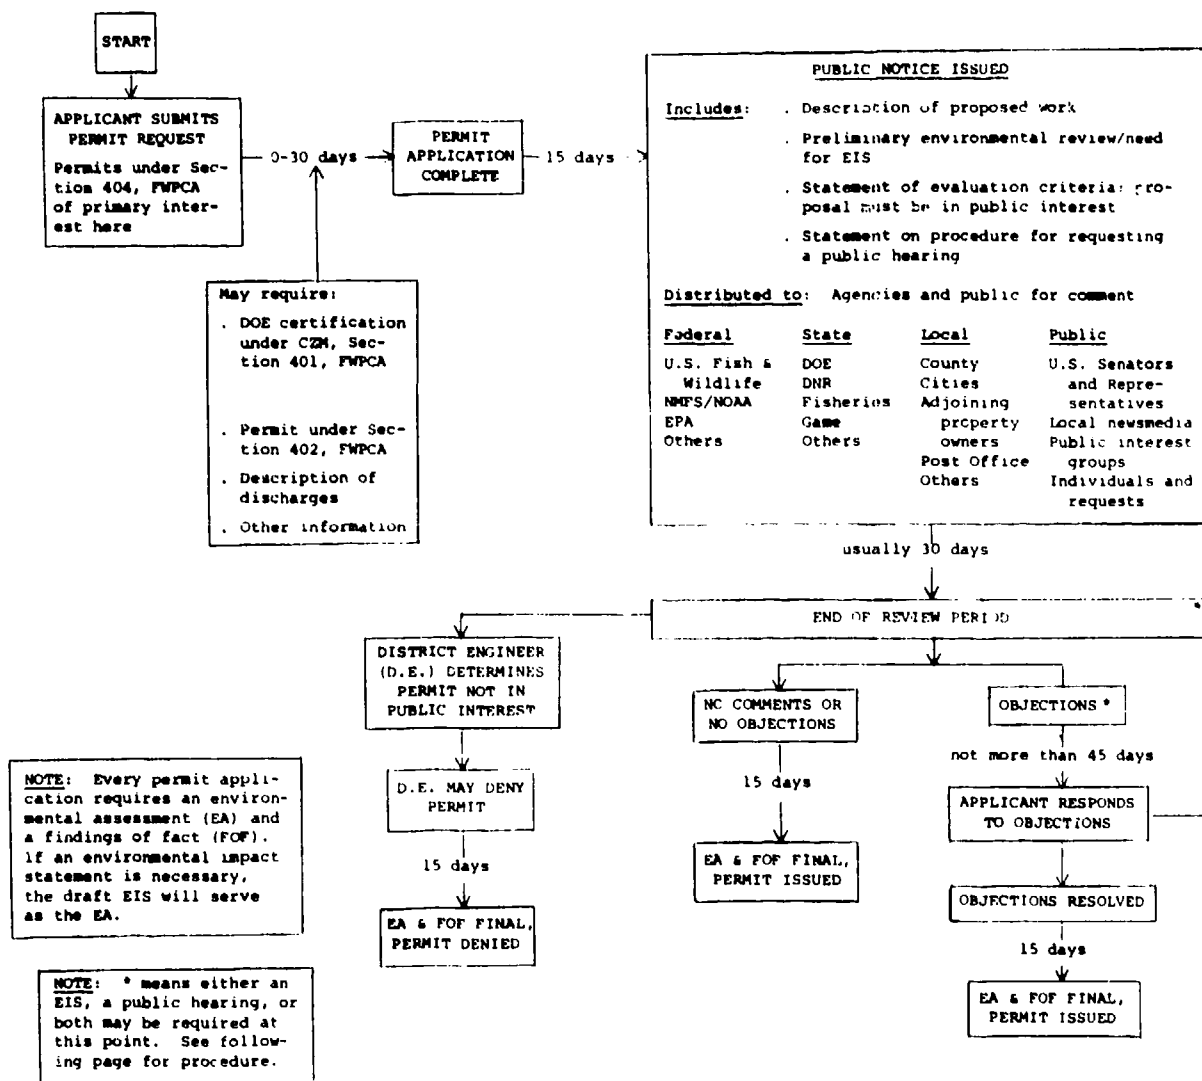 START
APPLICANT SUBMITS
PERMIT REQUEST
Permits under Sec-
tion 404, FWPCA
of primary inter-
est here
0-30 days
PERMIT
APPLICATION
COMPLETE
15 days
May require:
. DOE certification
under CZM, Sec-
tion 401, FWPCA
. Permit under Sec-
tion 402, FWPCA
. Description of
discharges
. Other information
PUBLIC NOTICE ISSUED
Includes: . Description of proposed work
. Preliminary environmental review/need
for EIS
. Statement of evaluation criteria: pro-
posal must be in public interest
. Statement on procedure for requesting
a public hearing
Distributed to: Agencies and public for comment
Federal State Local Public
U.S. Fish & DOE County U.S. Senators
Wildlife DNR Cities and Repre-
NMFS/NOAA Fisheries Adjoining sentatives
EPA Game property Local newsmedia
Others Others owners Public interest
Post Office groups
Others Individuals and
requests
usually 30 days
END OF REVIEW PERIOD *
DISTRICT ENGINEER
(D.E.) DETERMINES
PERMIT NOT IN
PUBLIC INTEREST
D.E. MAY DENY
PERMIT
15 days
EA & FOF FINAL,
PERMIT DENIED
NC COMMENTS OR
NO OBJECTIONS
15 days
EA & FOF FINAL,
PERMIT ISSUED
OBJECTIONS *
not more than 45 days
APPLICANT RESPONDS
TO OBJECTIONS
OBJECTIONS RESOLVED
15 days
EA & FOF FINAL,
PERMIT ISSUED
NOTE: Every permit appli-
cation requires an environ-
mental assessment (EA) and
a findings of fact (FOF).
If an environmental impact
statement is necessary,
the draft EIS will serve
as the EA.
NOTE: * means either an
EIS, a public hearing, or
both may be required at
this point. See follow-
ing page for procedure.